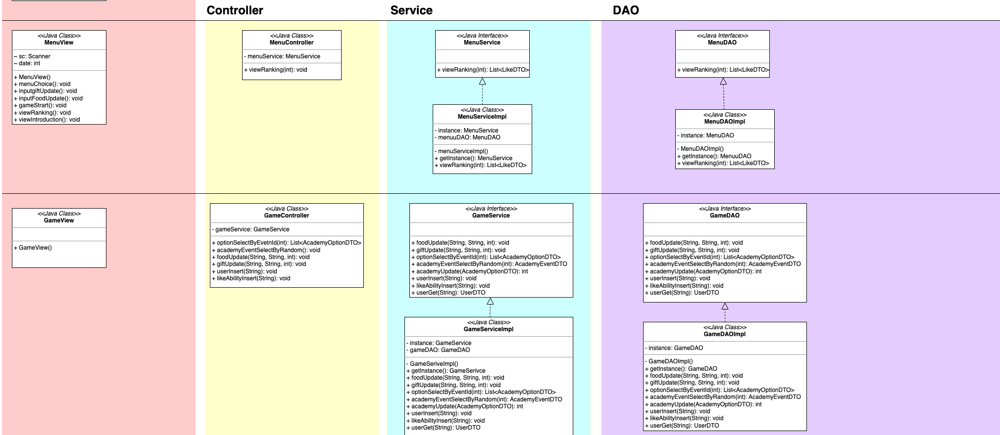 Controller
Service
DAO
<<Java Class>>
MenuView
~ sc: Scanner
~ date: int
+ MenuView()
+ menuChoice(): void
+ inputgiftUpdate(): void
+ inputFoodUpdate(): void
+ gameStrart(): void
+ viewRanking(): void
+ viewIntroduction(): void
<<Java Class>>
MenuController
- menuService: MenuService
+ viewRanking(int): void
<<Java Interface>>
MenuService
+ viewRanking(int): List<LikeDTO>
<<Java Class>>
MenuServiceImpl
- instance: MenuService
- menuuDAO: MenuDAO
- menuServiceImpl()
+ getInstance(): MenuService
+ viewRanking(int): List<LikeDTO>
<<Java Interface>>
MenuDAO
+ viewRanking(int): List<LikeDTO>
<<Java Class>>
MenuDAOImpl
- instance: MenuDAO
- MenuDAOImpl()
+ getInstance(): MenuuDAO
+ viewRanking(int): List<LikeDTO>
<<Java Class>>
GameView
+ GameView()
<<Java Class>>
GameController
- gameService: GameService
+ optionSelectByEvetnId(int): List<AcademyOptionDTO>
+ academyEventSelectByRandom(): void
+ foodUpdate(String, String, int): void
+ giftUpdate(String, String, int): void
+ userInsert(String): void
+ likeAbilityInsert(String): void
<<Java Interface>>
GameService
+ foodUpdate(String, String, int): void
+ giftUpdate(String, String, int): void
+ optionSelectByEventId(int): List<AcademyOptionDTO>
+ academyEventSelectByRandom(int): AcademyEventDTO
+ academyUpdate(AcademyOptionDTO): int
+ userInsert(String): void
+ likeAbilityInsert(String): void
+ userGet(String): UserDTO
<<Java Class>>
GameServiceImpl
- instance: GameService
- gameDAO: GameDAO
- GameSeriveImpl()
+ getInstance(): GameSerivce
+ foodUpdate(String, String, int): void
+ giftUpdate(String, String, int): void
+ optionSelectByEventId(int): List<AcademyOptionDTO>
+ academyEventSelectByRandom(int): AcademyEventDTO
+ academyUpdate(AcademyOptionDTO): int
+ userInsert(String): void
+ likeAbilityInsert(String): void
+ userGet(String): UserDTO
<<Java Interface>>
GameDAO
+ foodUpdate(String, String, int): void
+ giftUpdate(String, String, int): void
+ optionSelectByEventId(int): List<AcademyOptionDTO>
+ academyEventSelectByRandom(int): AcademyEventDTO
+ academyUpdate(AcademyOptionDTO): int
+ userInsert(String): void
+ likeAbilityInsert(String): void
+ userGet(String): UserDTO
<<Java Class>>
GameDAOImpl
- instance: GameDAO
- GameDAOImpl()
+ getInstance(): GameDAO
+ foodUpdate(String, String, int): void
+ giftUpdate(String, String, int): void
+ optionSelectByEventId(int): List<AcademyOptionDTO>
+ academyEventSelectByRandom(int): AcademyEventDTO
+ academyUpdate(AcademyOptionDTO): int
+ userInsert(String): void
+ likeAbilityInsert(String): void
+ userGet(String): UserDTO